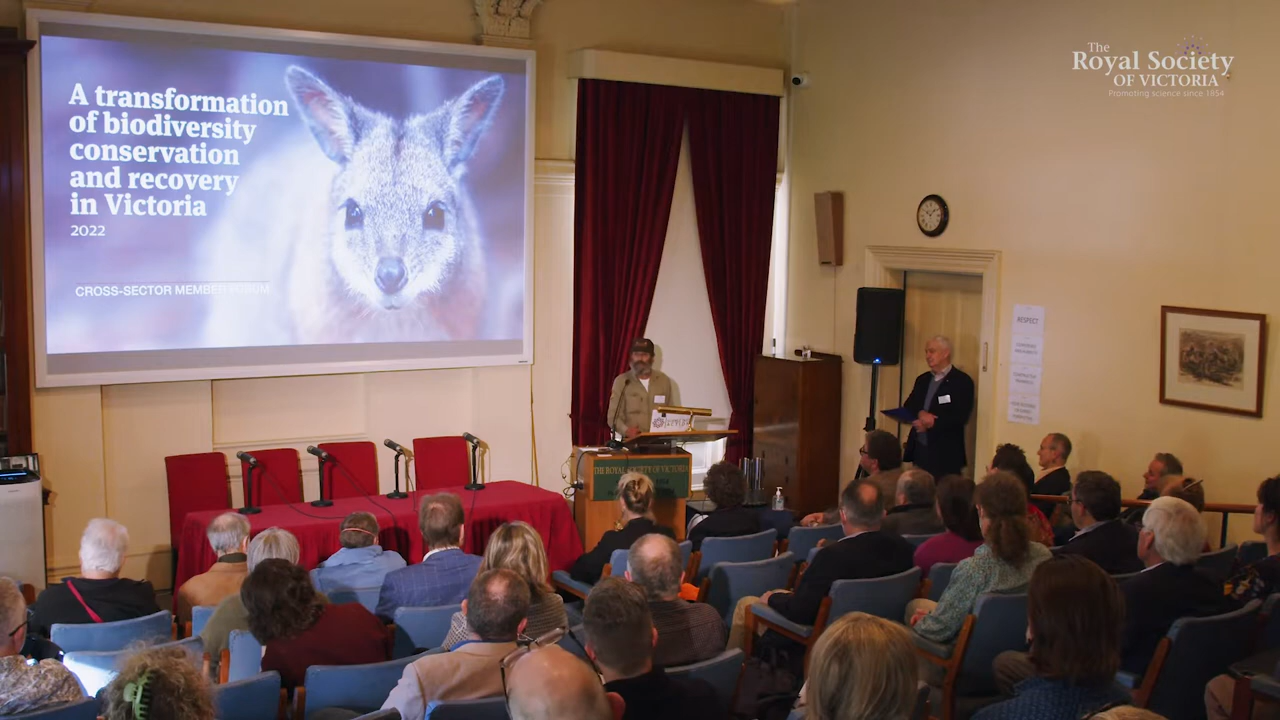 A transformation
of biodiversity
conservation
and recovery
in Victoria
2022
CROSS-SECTOR MEMBER FORUM
The
Royal Society
OF VICTORIA
Promoting science since 1854
RESPECT
THE ROYAL SOCIETY OF VICTORIA